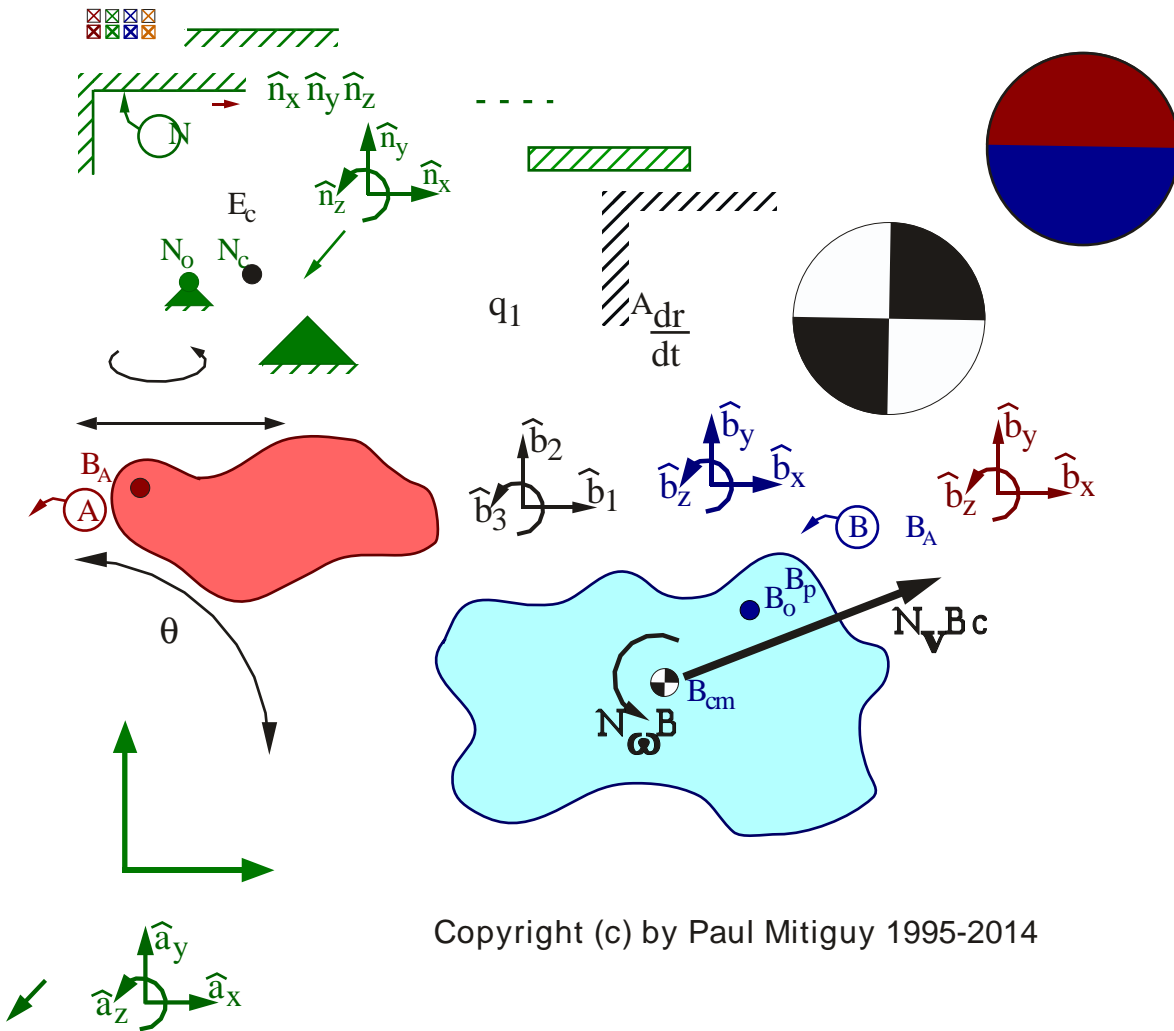 n̂x n̂y n̂z
N
n̂y
n̂x
n̂z
Ec
No Nc
q1
A dr
dt
b̂2
b̂1
b̂3
b̂y
b̂x
b̂z
b̂y
b̂x
b̂z
BA
A
B BA
θ
Bo Bp
N v Bc
Bcm
N ω B
ây
âx
âz
Copyright (c) by Paul Mitiguy 1995-2014